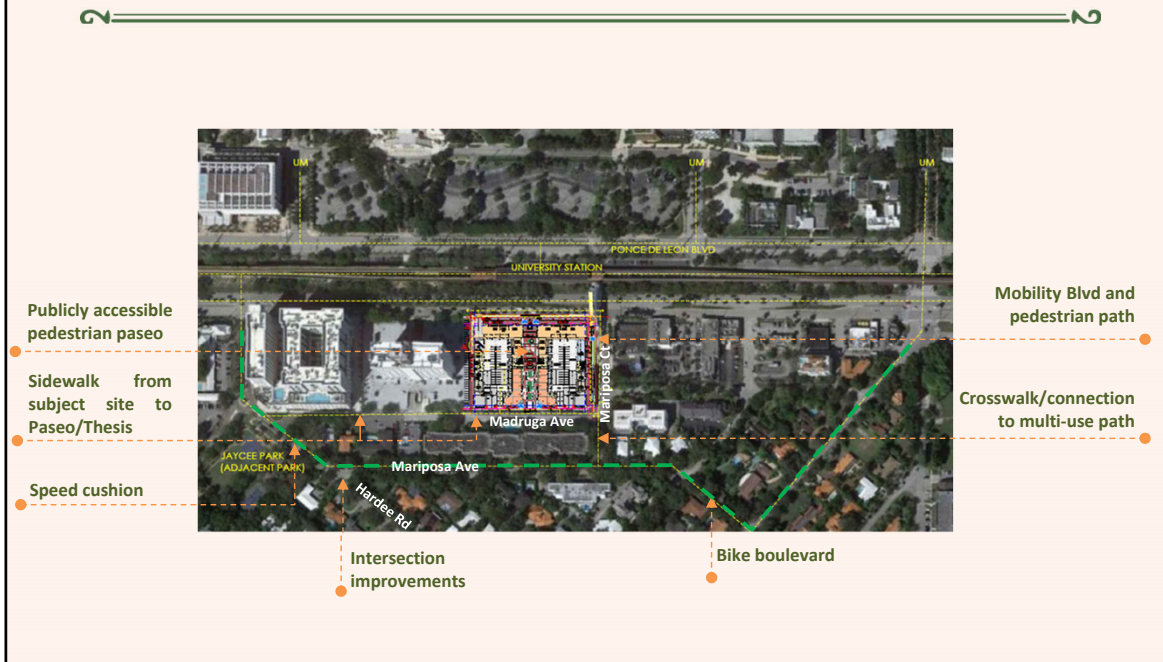 UM
UM
UM
PONCE DE LEON BLVD
UNIVERSITY STATION
Publicly accessible
pedestrian paseo
Sidewalk from
subject site to
Paseo/Thesis
Speed cushion
Mobility Blvd and
pedestrian path
Crosswalk/connection
to multi-use path
Mariposa Ct
Madruga Ave
JAYCEE PARK
(ADJACENT PARK)
Mariposa Ave
Hardee Rd
Intersection
improvements
Bike boulevard